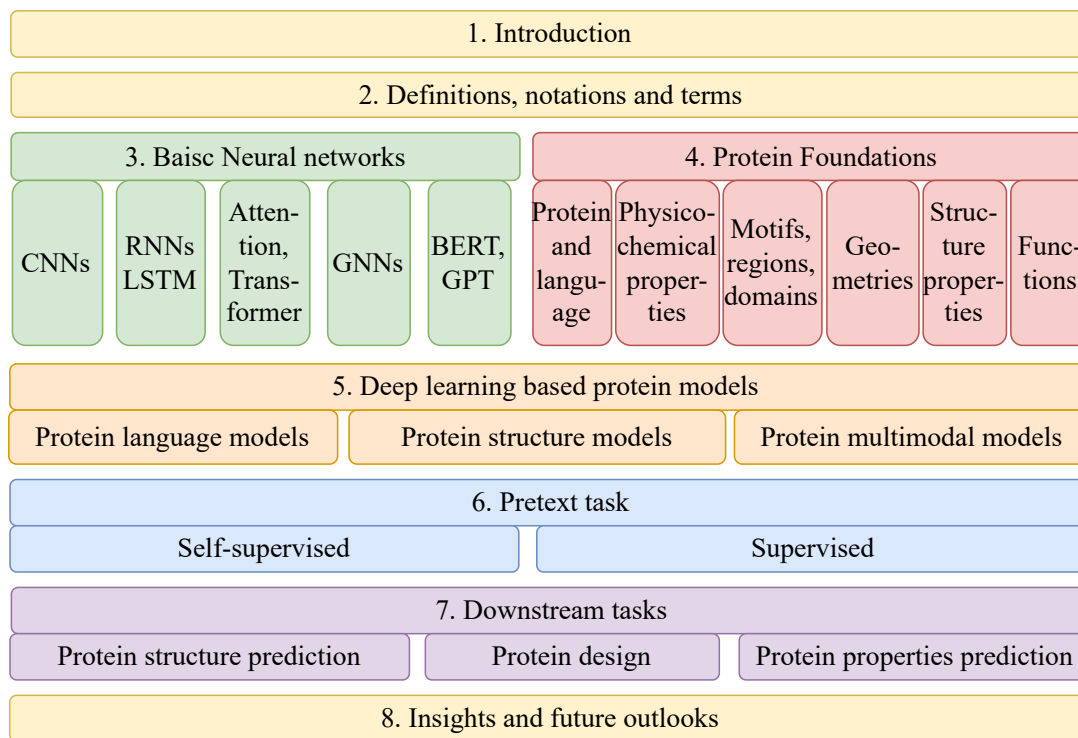 1. Introduction
2. Definitions, notations and terms
3. Baisc Neural networks
CNNs
RNNs
LSTM
Atten-
tion,
Trans-
former
GNNs
BERT,
GPT
4. Protein Foundations
Protein
and
langu-
age
Physico-
chemical
proper-
ties
Motifs,
regions,
domains
Geo-
metries
Struc-
ture
proper-
ties
Func-
tions
5. Deep learning based protein models
Protein language models
Protein structure models
Protein multimodal models
6. Pretext task
Self-supervised
Supervised
7. Downstream tasks
Protein structure prediction
Protein design
Protein properties prediction
8. Insights and future outlooks